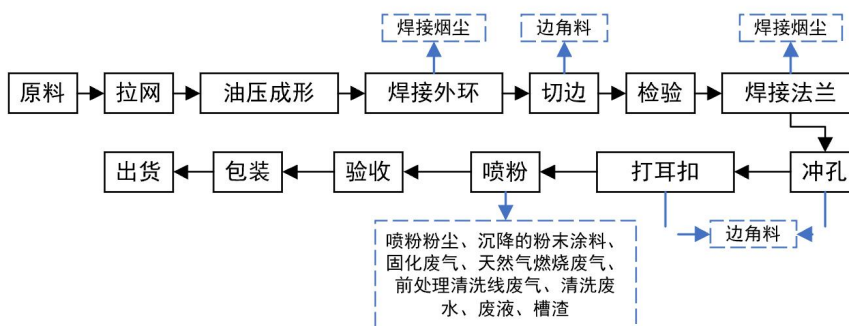 焊接烟尘
边角料
焊接烟尘
原料
拉网
油压成形
焊接外环
切边
检验
焊接法兰
出货
包装
验收
喷粉
打耳扣
冲孔
喷粉粉尘、沉降的粉末涂料、
固化废气、天然气燃烧废气、
前处理清洗线废气、清洗废
水、废液、槽渣
边角料